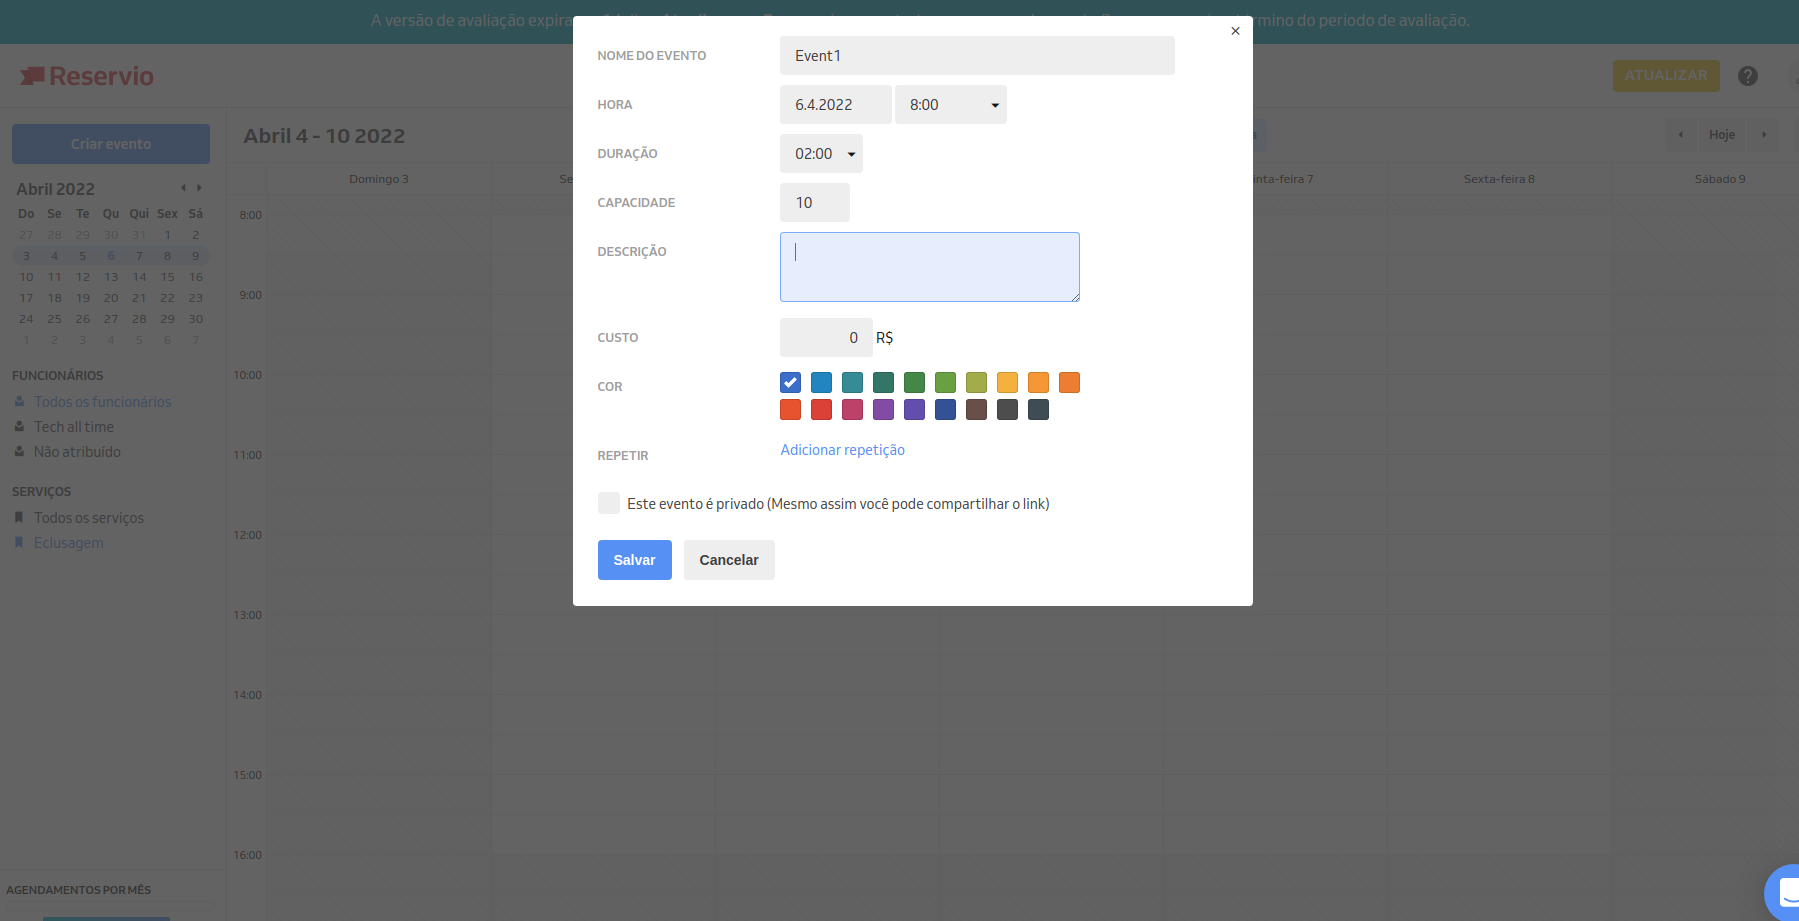 A versão de avaliação expira
término do periodo de avaliação.
Reservio
ATUALIZAR
?
Criar evento
Abril 4 - 10 2022
Hoje
Abril 2022
Do Se Te Qu Qui Sex Sá
27 28 29 30 31 1 2
3 4 5 6 7 8 9
10 11 12 13 14 15 16
17 18 19 20 21 22 23
24 25 26 27 28 29 30
1 2 3 4 5 6 7
FUNCIONÁRIOS
Todos os funcionários
Tech all time
Não atribuído
SERVIÇOS
Todos os serviços
Eclusagem
AGENDAMENTOS POR MÊS
Domingo 3
Se
inta-feira 7
Sexta-feira 8
Sábado 9
8:00
9:00
10:00
11:00
12:00
13:00
14:00
15:00
16:00
×
NOME DO EVENTO
Event1
HORA
6.4.2022
8:00
DURAÇÃO
02:00
CAPACIDADE
10
DESCRIÇÃO
CUSTO
0 R$
COR
REPETIR
Adicionar repetição
Este evento é privado (Mesmo assim você pode compartilhar o link)
Salvar
Cancelar